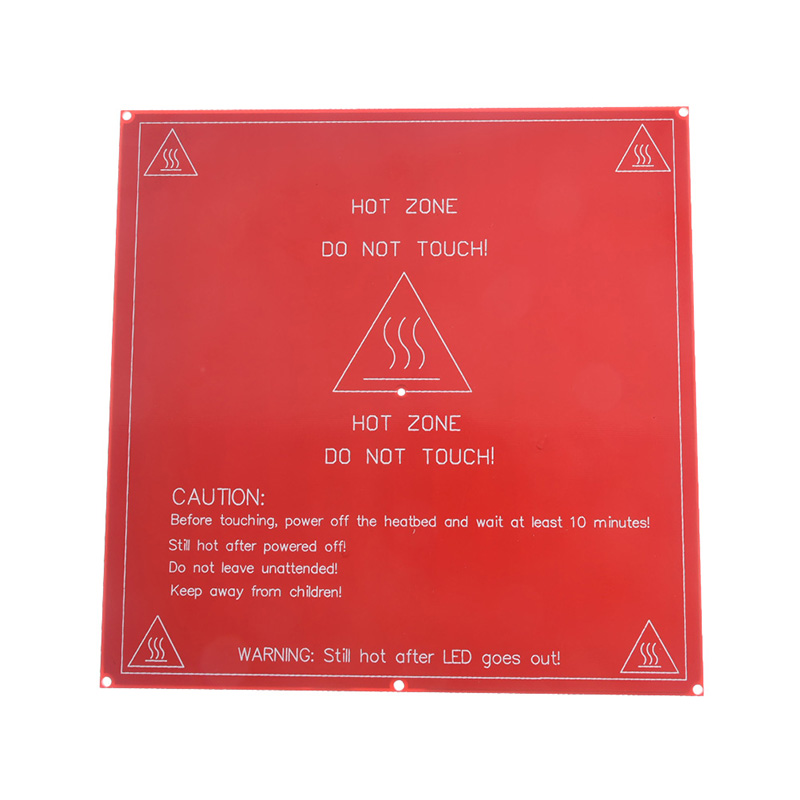 HOT ZONE
DO NOT TOUCH!
HOT ZONE
DO NOT TOUCH!
CAUTION:
Before touching, power off the heatbed and wait at least 10 minutes!
Still hot after powered off!
Do not leave unattended!
Keep away from children!
WARNING: Still hot after LED goes out!